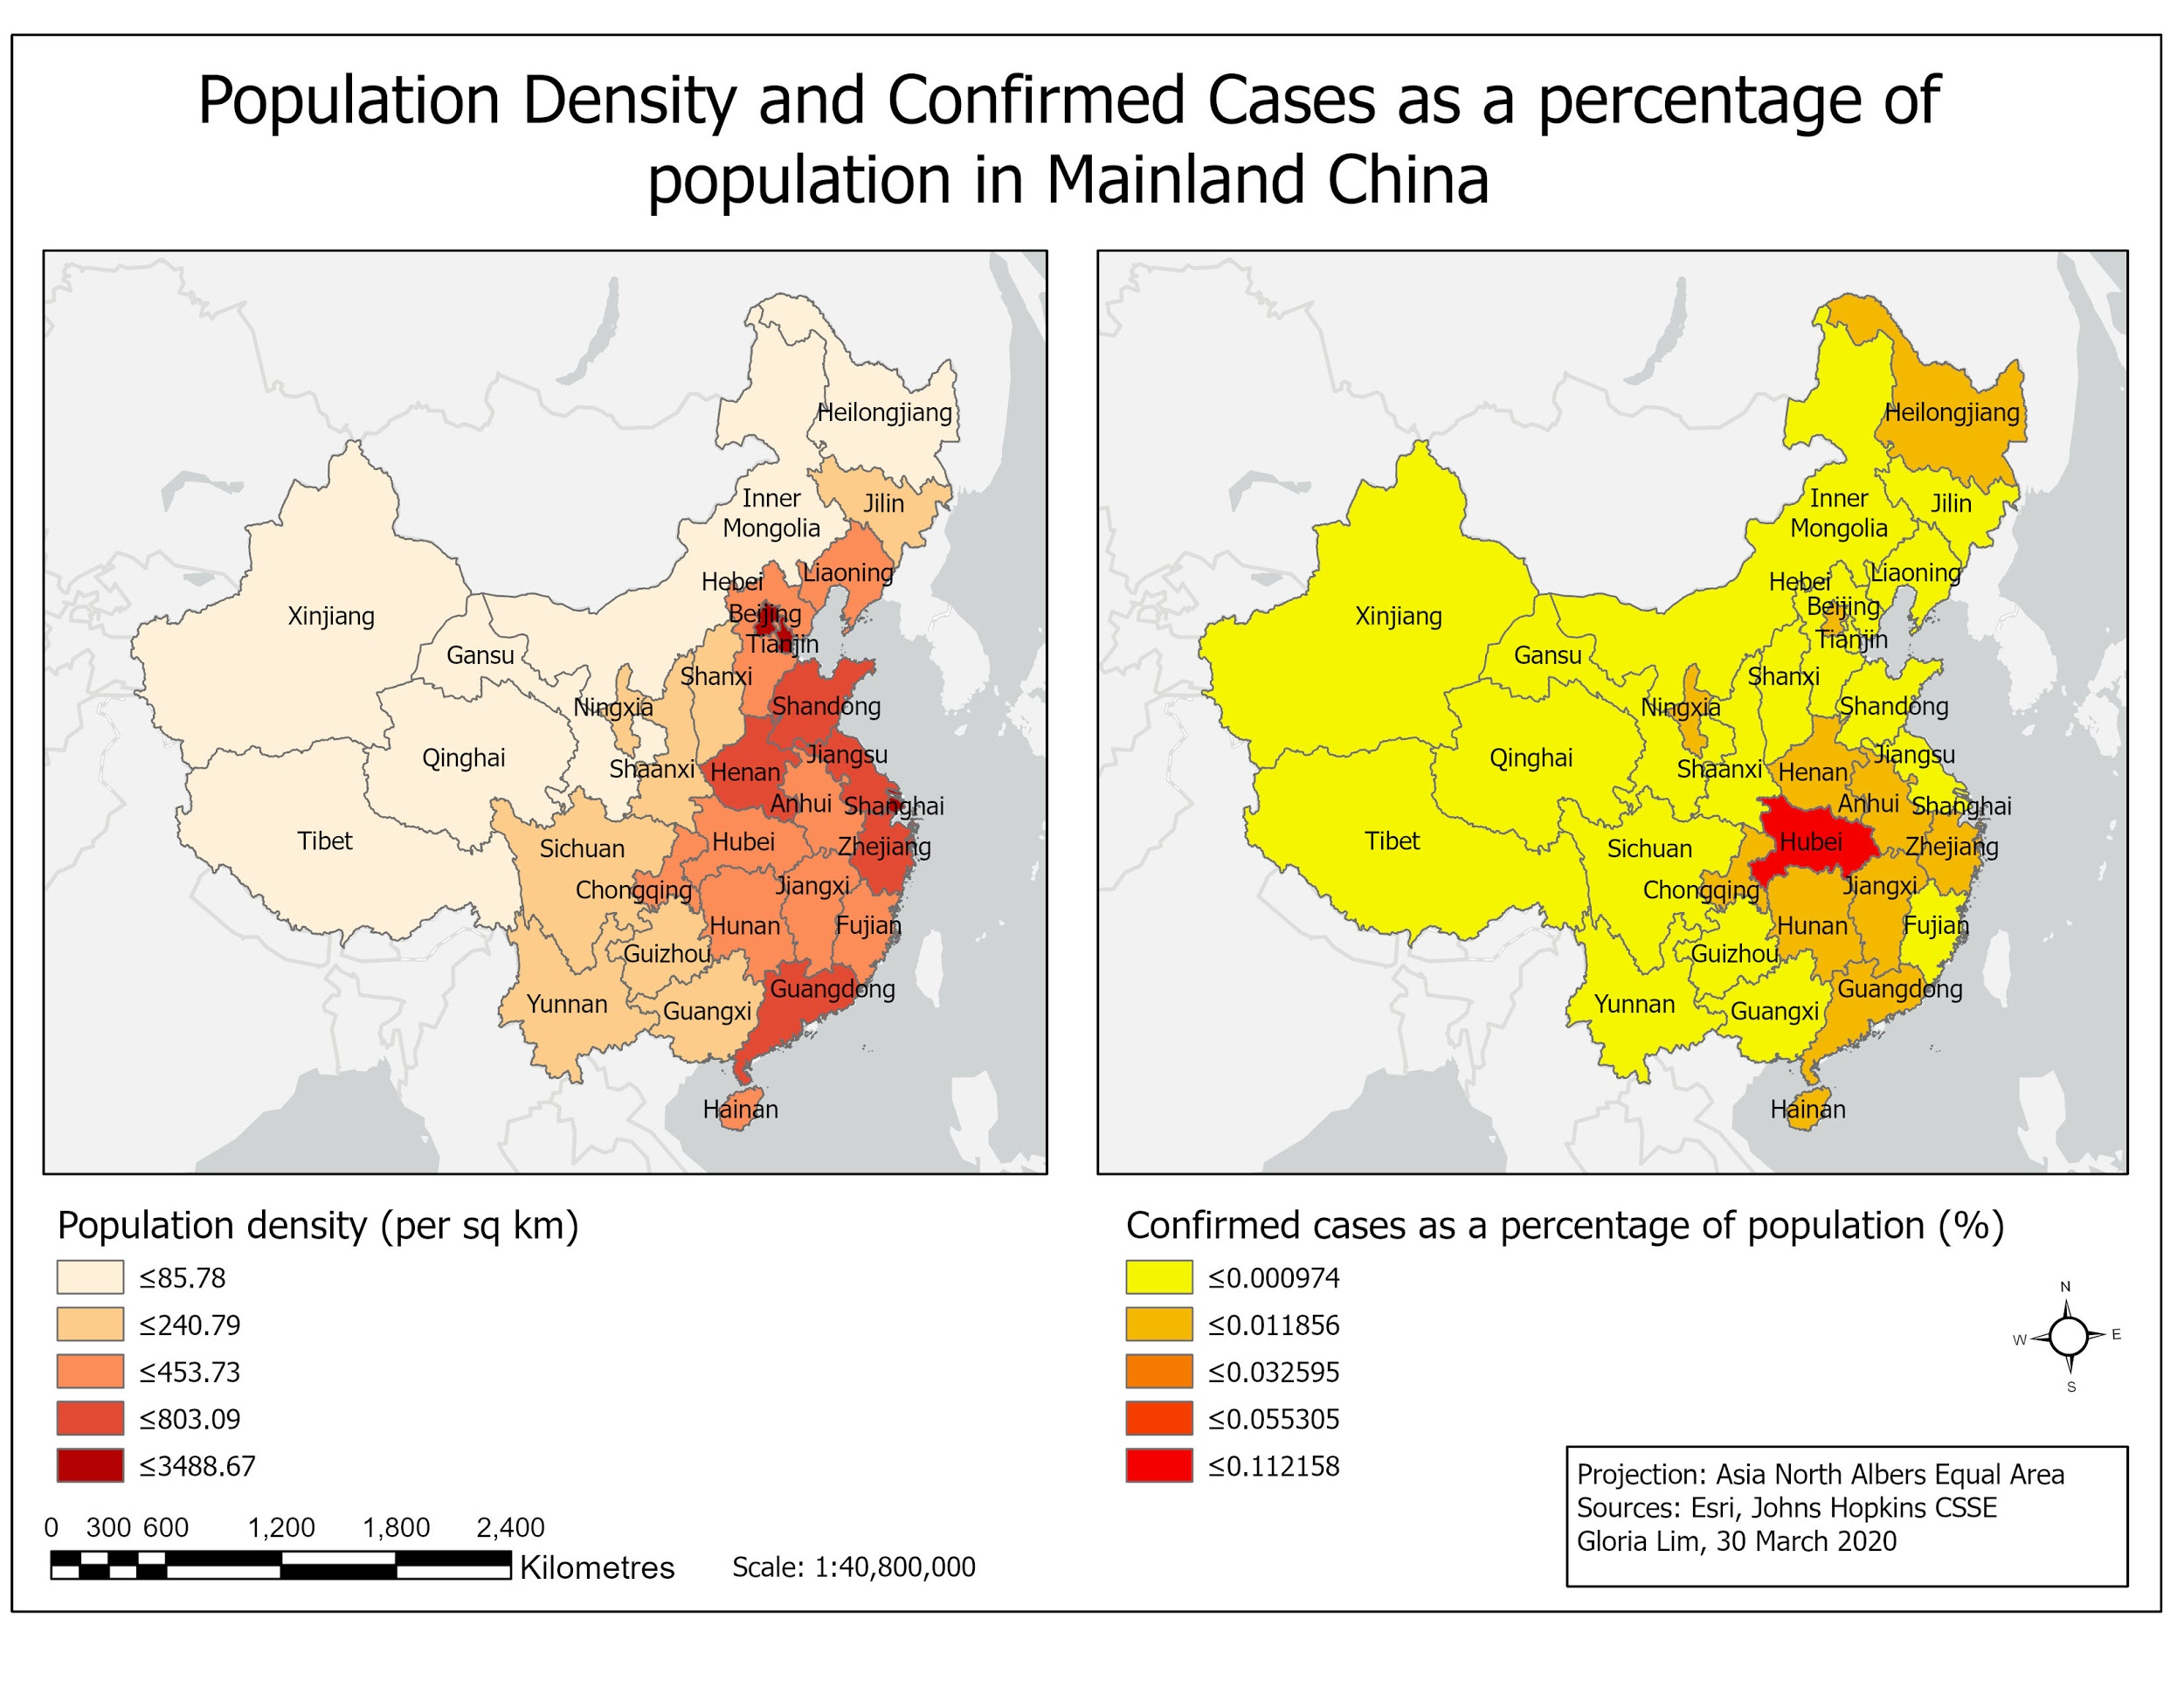 Population Density and Confirmed Cases as a percentage of
population in Mainland China
Heilongjiang
Inner
Mongolia
Jilin
Hebei
Liaoning
Beijing
Tianjin
Xinjiang
Gansu
Shanxi
Ningxia
Shandong
Qinghai
Shaanxi
Henan
Jiangsu
Anhui
Shanghai
Tibet
Sichuan
Hubei
Zhejiang
Chongqing
Jiangxi
Hunan
Fujian
Guizhou
Yunnan
Guangxi
Guangdong
Hainan
Heilongjiang
Inner
Mongolia
Jilin
Hebei
Liaoning
Beijing
Tianjin
Xinjiang
Gansu
Shanxi
Ningxia
Shandong
Qinghai
Shaanxi
Henan
Jiangsu
Anhui
Shanghai
Tibet
Sichuan
Hubei
Zhejiang
Chongqing
Jiangxi
Hunan
Fujian
Guizhou
Yunnan
Guangxi
Guangdong
Hainan
Population density (per sq km)
≤85.78
≤240.79
≤453.73
≤803.09
≤3488.67
0 300 600 1,200 1,800 2,400
Kilometres
Scale: 1:40,800,000
Confirmed cases as a percentage of population (%)
≤0.000974
≤0.011856
≤0.032595
≤0.055305
≤0.112158
N
W E
S
Projection: Asia North Albers Equal Area
Sources: Esri, Johns Hopkins CSSE
Gloria Lim, 30 March 2020